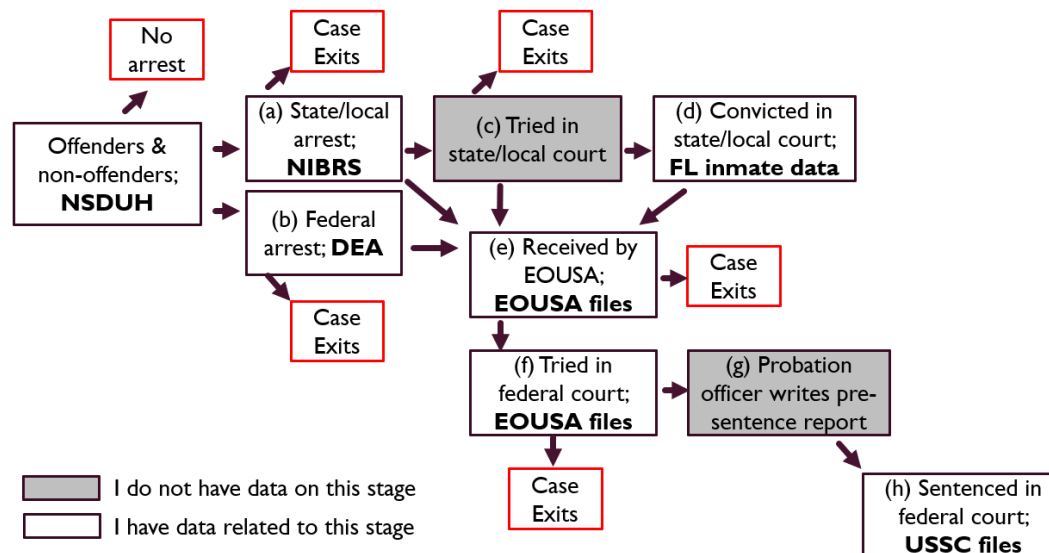 No
arrest
Case
Exits
Case
Exits
Offenders &
non-offenders;
NSDUH
(a) State/local
arrest;
NIBRS
(c) Tried in
state/local court
(d) Convicted in
state/local court;
FL inmate data
(b) Federal
arrest; DEA
(e) Received by
EOUSA;
EOUSA files
Case
Exits
Case
Exits
(f) Tried in
federal court;
EOUSA files
(g) Probation
officer writes pre-
sentence report
Case
Exits
(h) Sentenced in
federal court;
USSC files
I do not have data on this stage
I have data related to this stage